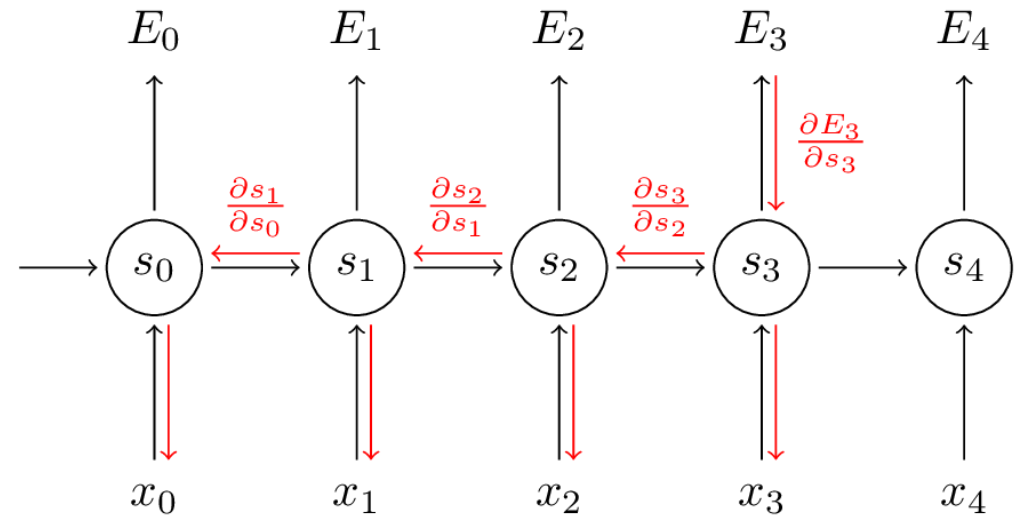 E₀ E₁ E₂ E₃ E₄
∂E₃/∂s₃
∂s₁/∂s₀ ∂s₂/∂s₁ ∂s₃/∂s₂
s₀ s₁ s₂ s₃ s₄
x₀ x₁ x₂ x₃ x₄